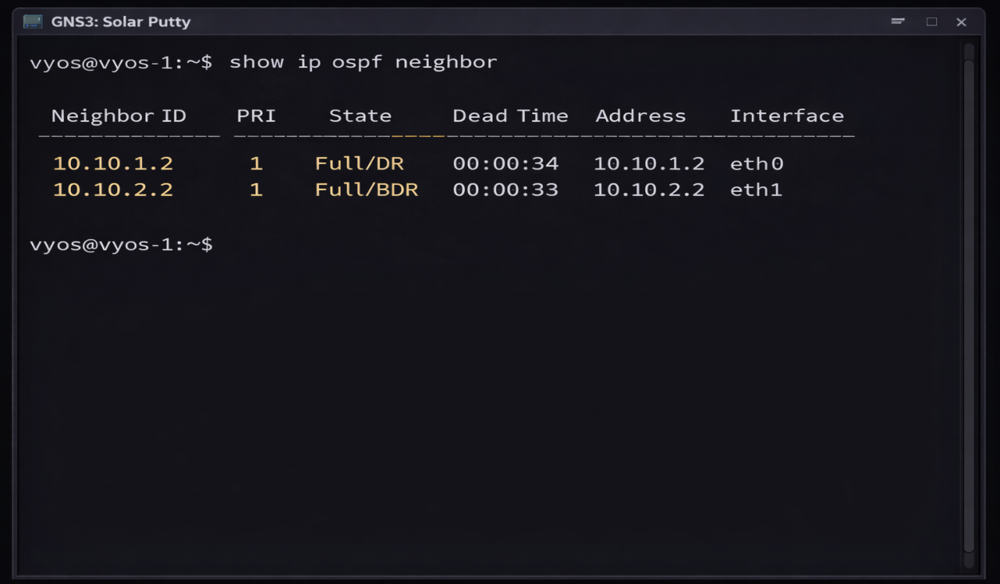 GNS3: Solar Putty
vyos@vyos-1:~$ show ip ospf neighbor
Neighbor ID PRI State Dead Time Address Interface
10.10.1.2 1 Full/DR 00:00:34 10.10.1.2 eth0
10.10.2.2 1 Full/BDR 00:00:33 10.10.2.2 eth1
vyos@vyos-1:~$